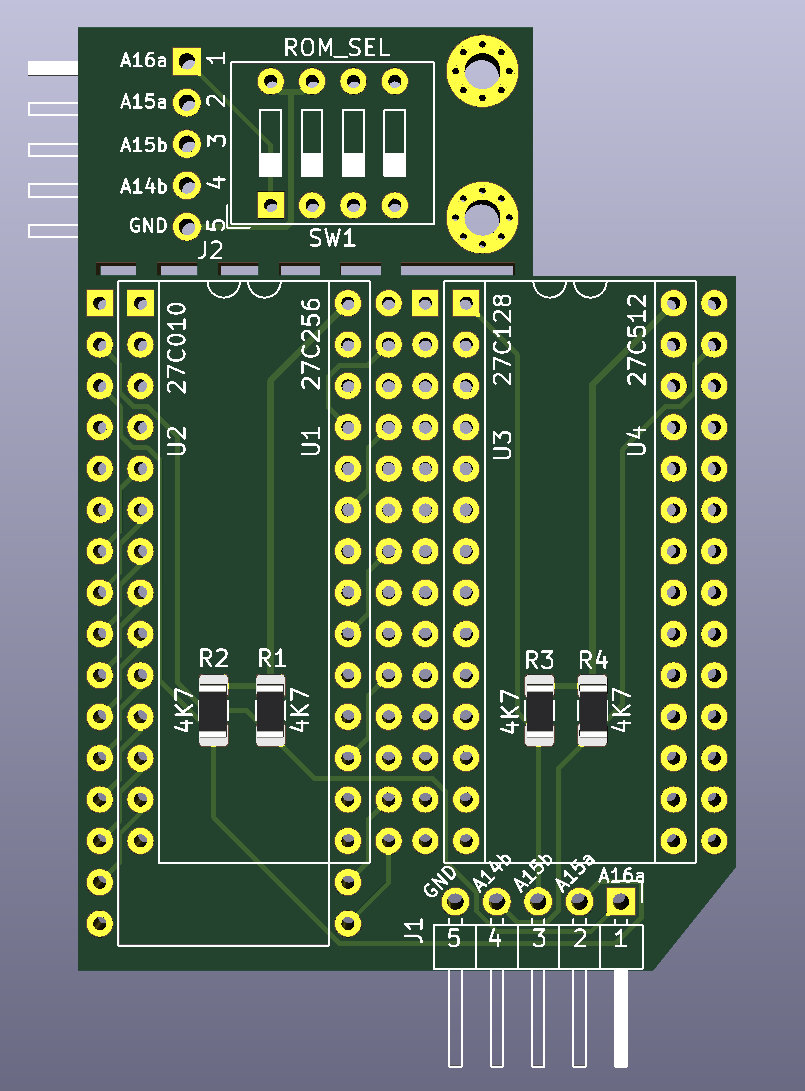 ROM_SEL
A16a 1
A15a 2
A15b 3
A14b 4
GND 5
J2
SW1
27C010
27C256
27C128
27C512
U2
U1
U3
U4
R2
R1
R3
R4
4K7
4K7
4K7
4K7
GND
A14b
A15b
A15a
A16a
J1
5 4 3 2 1